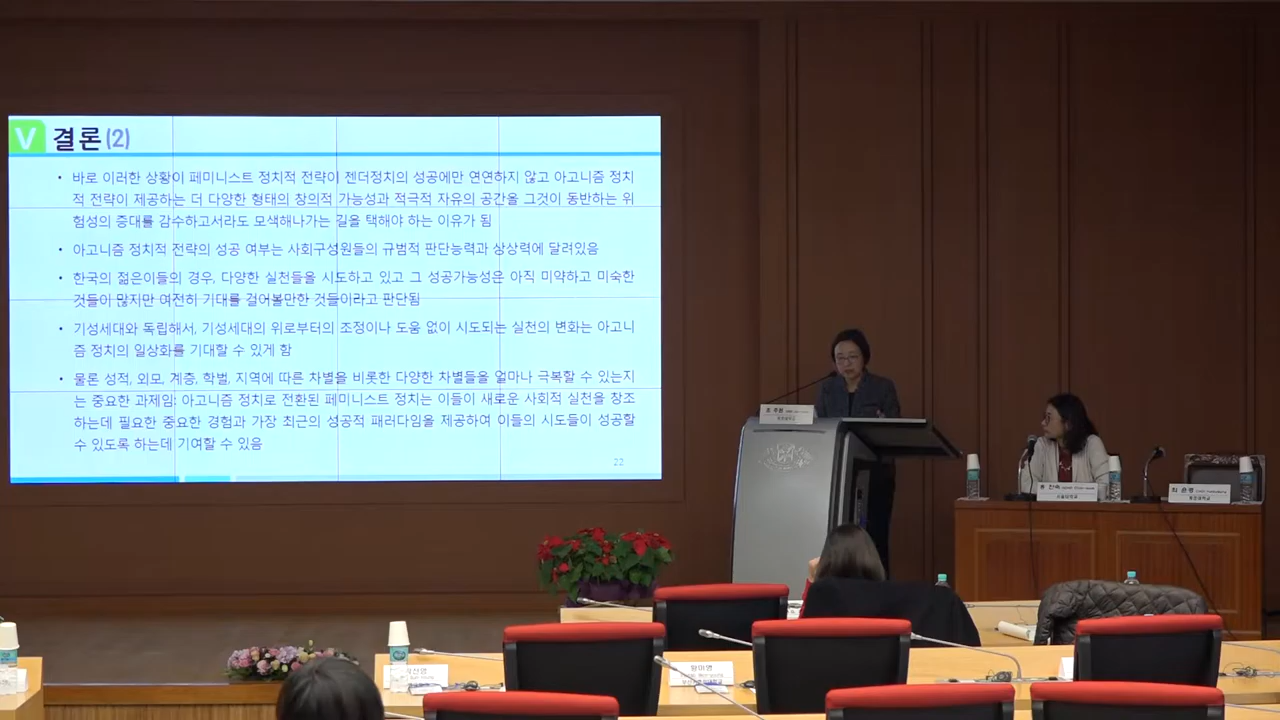 V 결론(2)
• 바로 이러한 상황이 페미니스트 정치적 전략이 젠더정치의 성공에만 연연하지 않고 아고니즘 정치
적 전략이 제공하는 더 다양한 형태의 창의적 가능성과 적극적 자유의 공간을 그것이 동반하는 위
험성의 증대를 감수하고서라도 모색해나가는 길을 택해야 하는 이유가 됨
• 아고니즘 정치적 전략의 성공 여부는 사회구성원들의 규범적 판단능력과 상상력에 달려있음
• 한국의 젊은이들의 경우, 다양한 실천들을 시도하고 있고 그 성공가능성은 아직 미약하고 미숙한
것들이 많지만 여전히 기대를 걸어볼만한 것들이라고 판단됨
• 기성세대와 독립해서, 기성세대의 위로부터의 조정이나 도움 없이 시도되는 실천의 변화는 아고니
즘 정치의 일상화를 기대할 수 있게 함
• 물론 성적, 외모, 계층, 학벌, 지역에 따른 차별을 비롯한 다양한 차별들을 얼마나 극복할 수 있는지
는 중요한 과제임: 아고니즘 정치로 전환된 페미니스트 정치는 이들이 새로운 사회적 실천을 창조
하는데 필요한 중요한 경험과 가장 최근의 성공적 패러다임을 제공하여 이들의 시도들이 성공할
수 있도록 하는데 기여할 수 있음
22
조 주현
최 윤영
황미영